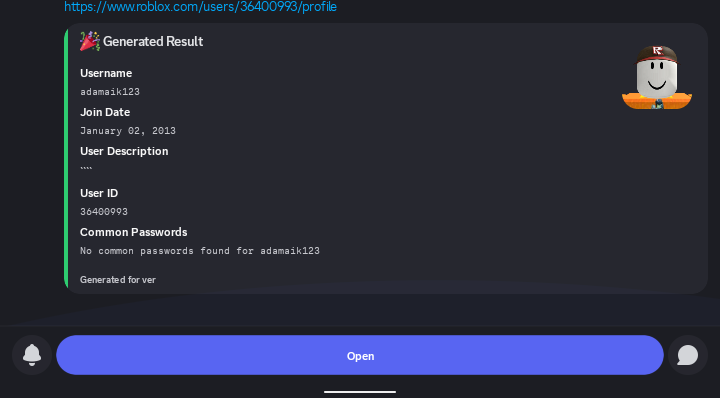 https://www.roblox.com/users/36400993/profile
Generated Result
Username
adamaik123
Join Date
January 02, 2013
User Description
````
User ID
36400993
Common Passwords
No common passwords found for adamaik123
Generated for ver
Open